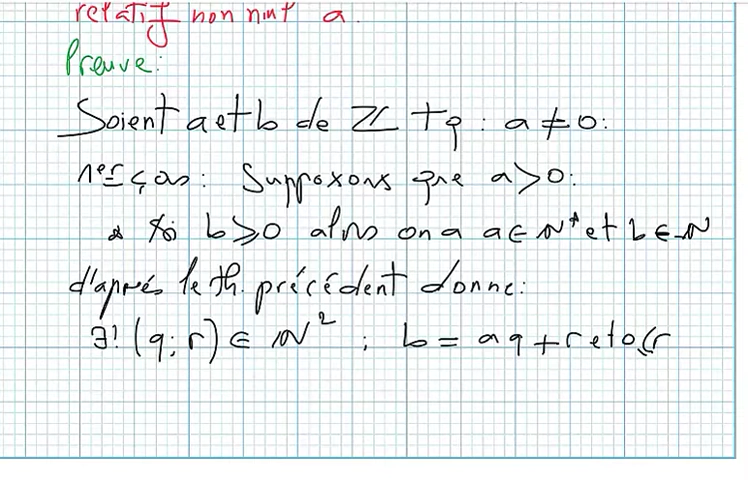 relatif non nul a.
Preuve:
Soient a et b de ℤ tq : a ≠ 0 :
1er cas : Supposons que a > 0 :
* Si b ⩾ 0 alors on a a ∈ ℕ* et b ∈ ℕ
d'après le th. précédent donne :
∃! (q; r) ∈ ℕ² ; b = aq + r et 0 ⩽ r